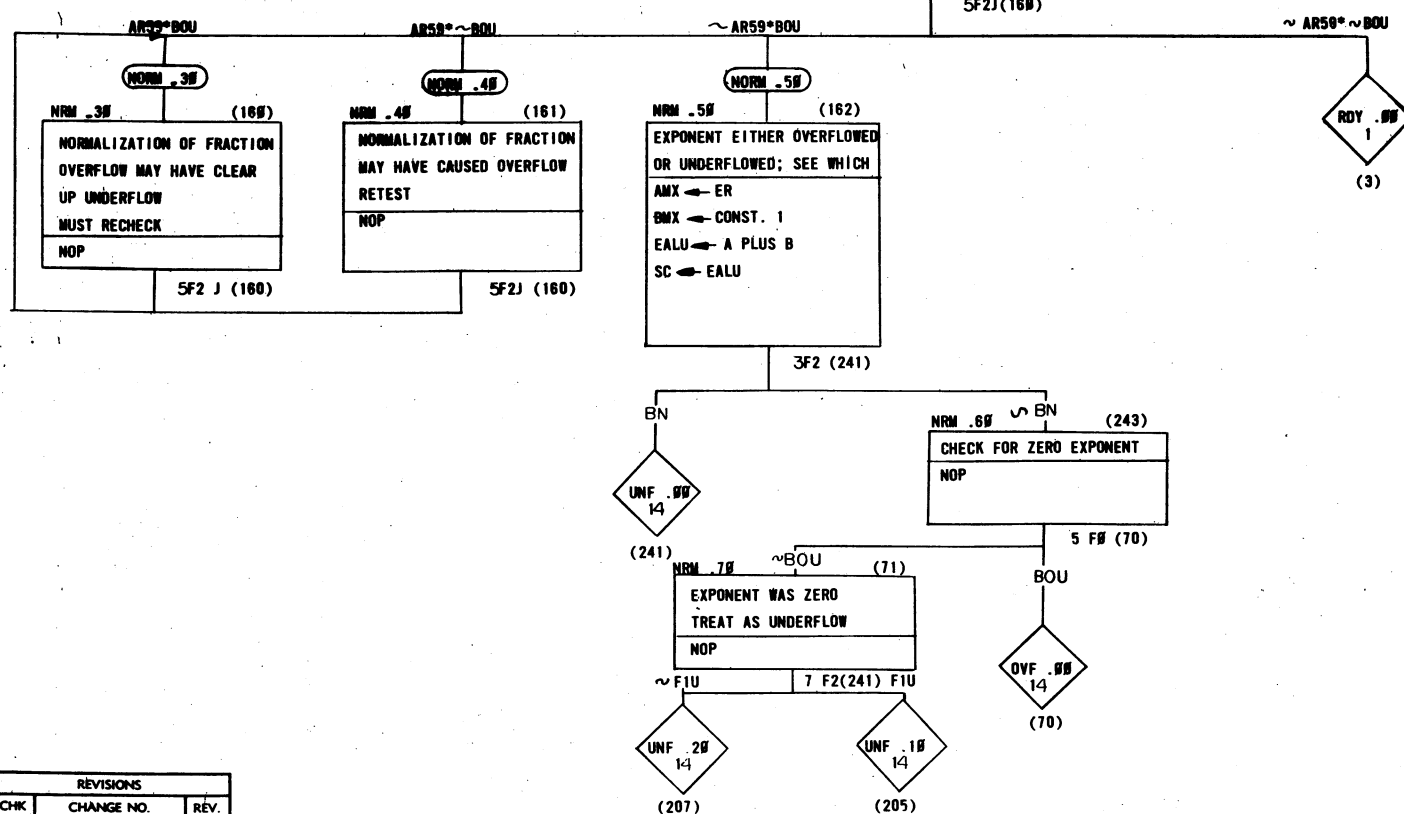 5F2J(160)
AR59*BOU
AR59*~BOU
~ AR59*BOU
~ AR59*~BOU
NORM .30
NORM .40
NORM .50
NRM .30 (160)
NORMALIZATION OF FRACTION
OVERFLOW MAY HAVE CLEAR
UP UNDERFLOW
MUST RECHECK
NOP
5F2 J (160)
NRM .40 (161)
NORMALIZATION OF FRACTION
MAY HAVE CAUSED OVERFLOW
RETEST
NOP
5F2J (160)
NRM .50 (162)
EXPONENT EITHER OVERFLOWED
OR UNDERFLOWED; SEE WHICH
AMX ← ER
BMX ← CONST. 1
EALU ← A PLUS B
SC ← EALU
3F2 (241)
RDY .00
1
(3)
BN
~ BN
UNF .00
14
(241)
NRM .60 (243)
CHECK FOR ZERO EXPONENT
NOP
5 F0 (70)
~BOU
BOU
NRM .70 (71)
EXPONENT WAS ZERO
TREAT AS UNDERFLOW
NOP
~ F1U
7 F2(241) F1U
OVF .00
14
(70)
UNF .20
14
(207)
UNF .10
14
(205)
REVISIONS
CHK CHANGE NO. REV.